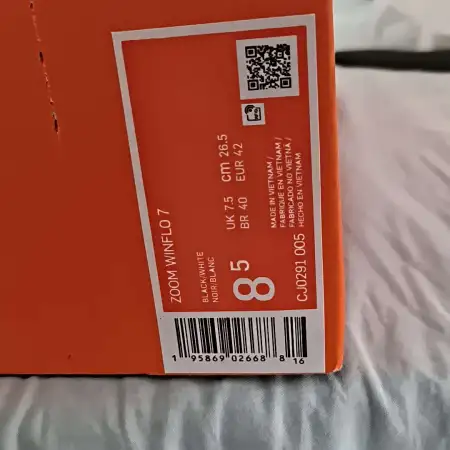 ZOOM WINFLO 7
BLACK/WHITE
NOIR/BLANC
8 5
UK 7.5 cm 26.5
BR 40 EUR 42
MADE IN VIETNAM /
FABRIQUE EN VIETNAM /
FABRICADO NO VIETNÃ /
HECHO EN VIETNAM
CJ0291 005
1 95869 02668 8 16